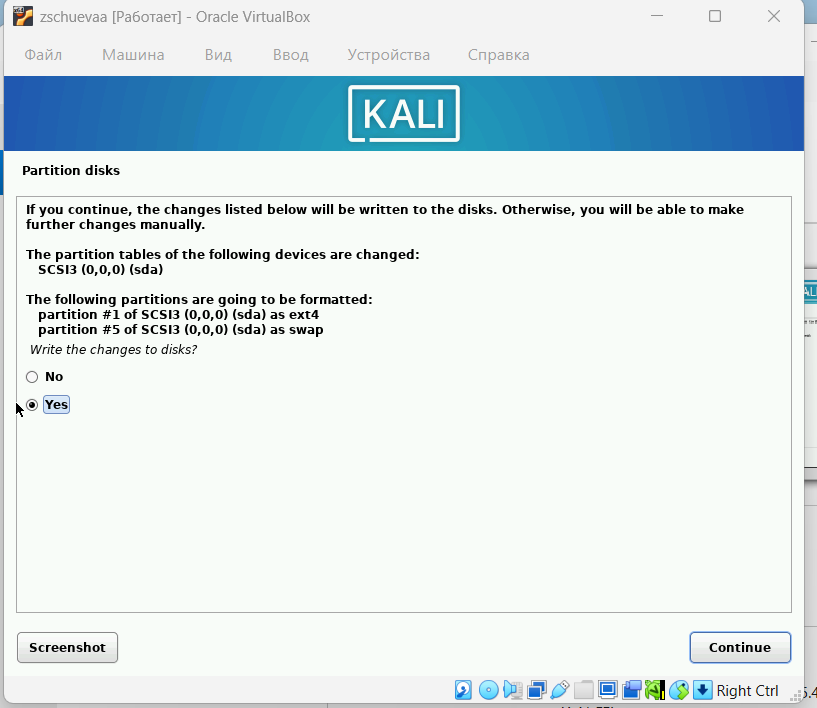 zschuevaa [Работает] - Oracle VirtualBox
Файл Машина Вид Ввод Устройства Справка
KALI
Partition disks
If you continue, the changes listed below will be written to the disks. Otherwise, you will be able to make
further changes manually.
The partition tables of the following devices are changed:
SCSI3 (0,0,0) (sda)
The following partitions are going to be formatted:
partition #1 of SCSI3 (0,0,0) (sda) as ext4
partition #5 of SCSI3 (0,0,0) (sda) as swap
Write the changes to disks?
No
Yes
Screenshot Continue
Right Ctrl